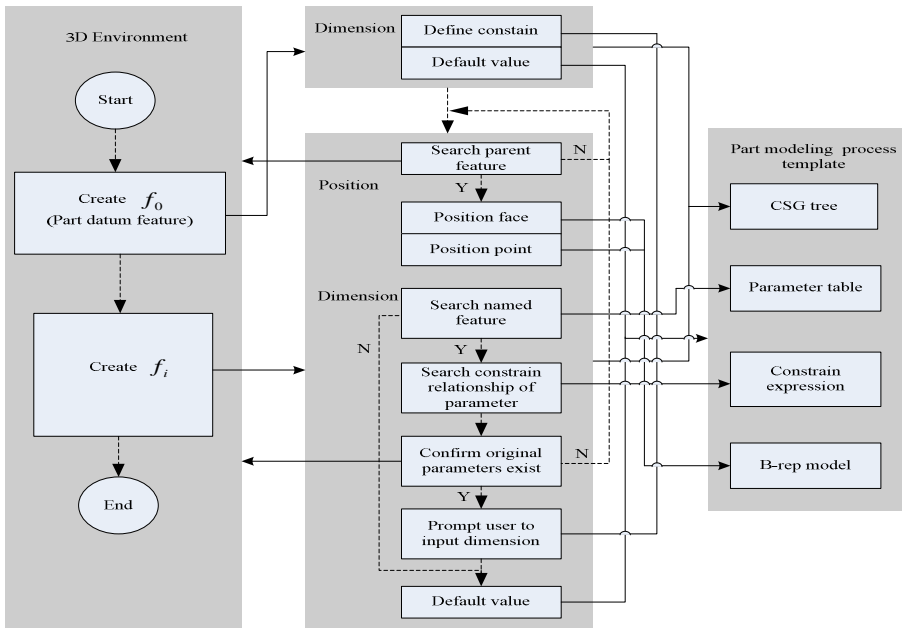 3D Environment
Start
Create f0
(Part datum feature)
Create fi
End
Dimension
Define constain
Default value
Search parent
feature
N
Y
Position
Position face
Position point
Dimension
Search named
feature
N
Y
Search constrain
relationship of
parameter
Confirm original
parameters exist
N
Y
Prompt user to
input dimension
Default value
Part modeling process
template
CSG tree
Parameter table
Constrain
expression
B-rep model